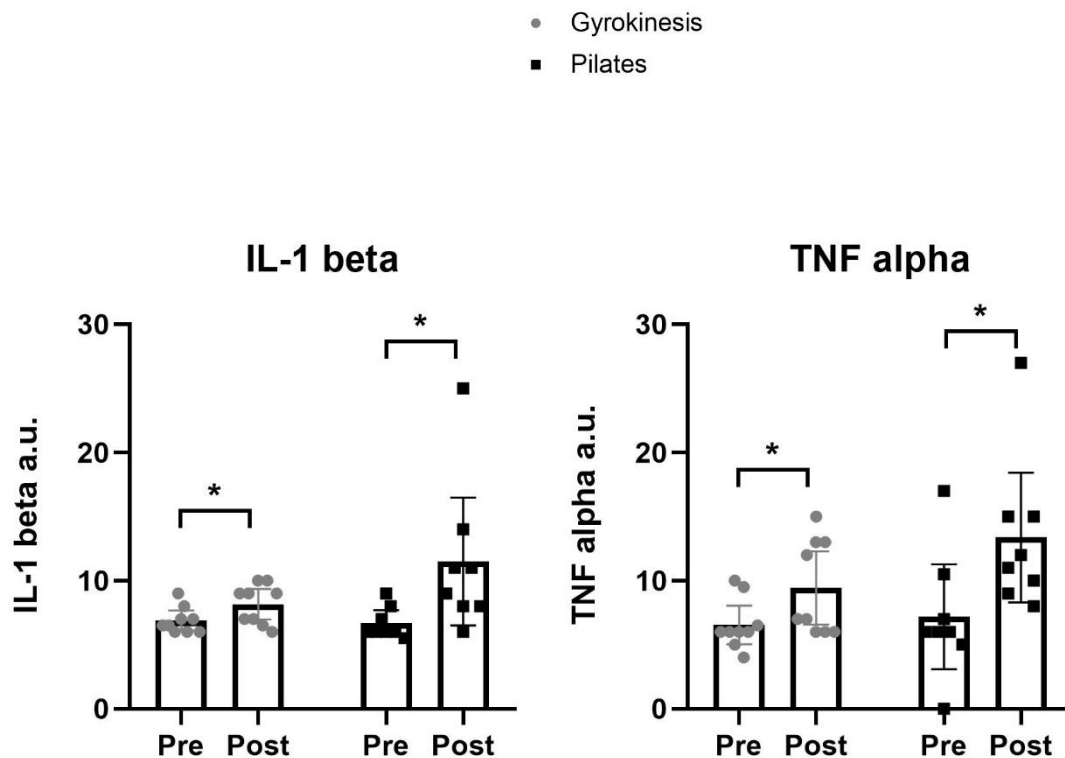 Gyrokinesis
Pilates
IL-1 beta
IL-1 beta a.u.
30
20
10
0
*
*
Pre Post Pre Post
TNF alpha
TNF alpha a.u.
30
20
10
0
*
*
Pre Post Pre Post